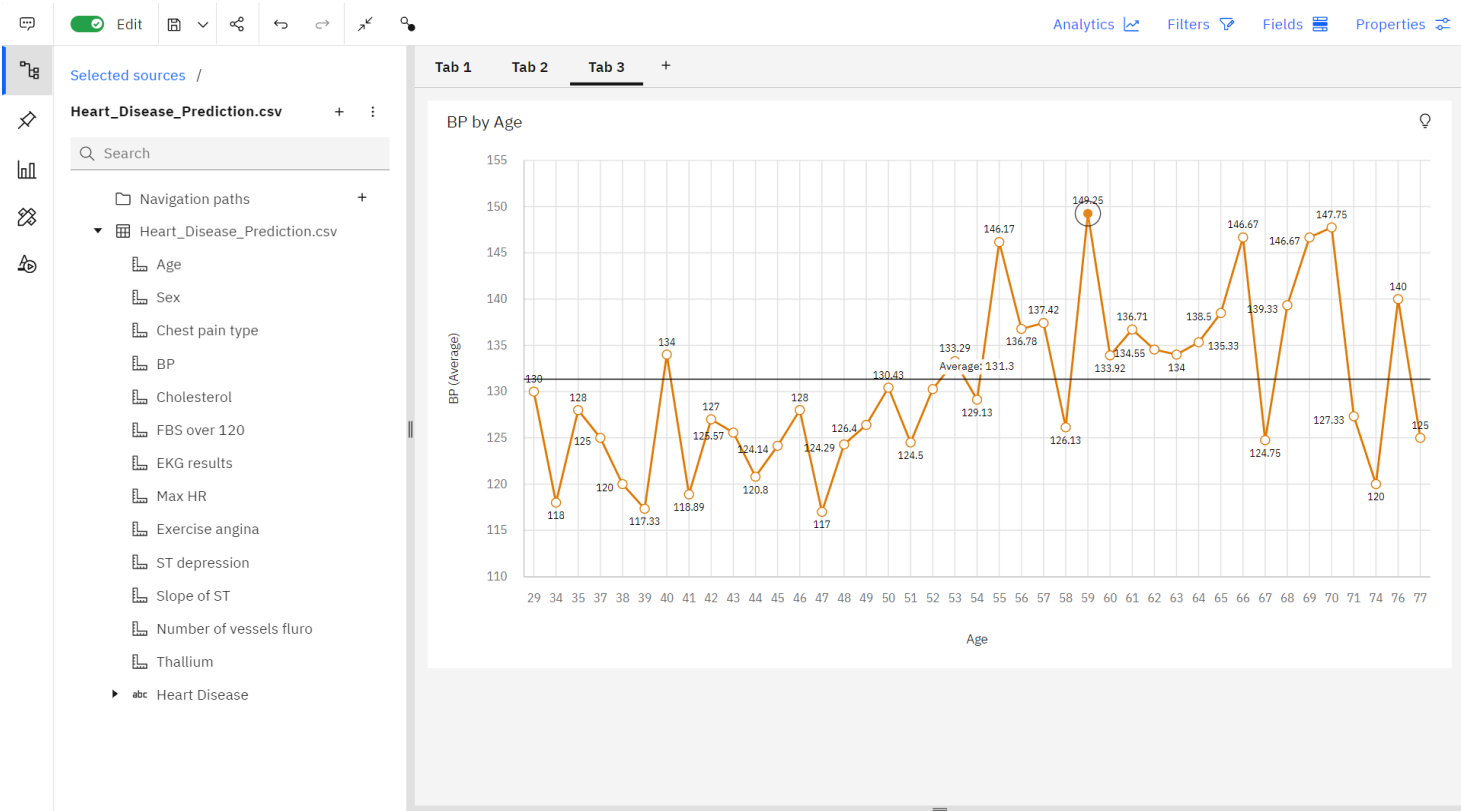 Edit
Analytics
Filters
Fields
Properties
Selected sources /
Heart_Disease_Prediction.csv
Search
Navigation paths
Heart_Disease_Prediction.csv
Age
Sex
Chest pain type
BP
Cholesterol
FBS over 120
EKG results
Max HR
Exercise angina
ST depression
Slope of ST
Number of vessels fluro
Thallium
abc Heart Disease
Tab 1 Tab 2 Tab 3 +
BP by Age
BP (Average)
155
150
145
140
135
130
125
120
115
110
130
118
128
125
120
117.33
134
118.89
127
125.57
120.8
124.14
128
117
124.29
126.4
130.43
124.5
133.29
129.13
146.17
136.78
137.42
126.13
149.25
133.92
136.71
134.55
134
135.33
138.5
146.67
124.75
139.33
146.67
147.75
127.33
120
140
125
Average: 131.3
29 34 35 37 38 39 40 41 42 43 44 45 46 47 48 49 50 51 52 53 54 55 56 57 58 59 60 61 62 63 64 65 66 67 68 69 70 71 74 76 77
Age